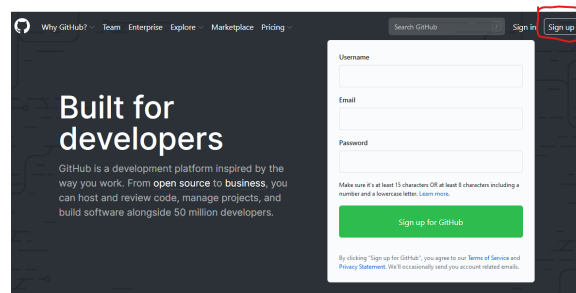 Why GitHub? Team Enterprise Explore Marketplace Pricing Search GitHub / Sign in Sign up
Built for
developers
GitHub is a development platform inspired by the
way you work. From open source to business, you
can host and review code, manage projects, and
build software alongside 50 million developers.
Username
Email
Password
Make sure it's at least 15 characters OR at least 8 characters including a
number and a lowercase letter. Learn more.
Sign up for GitHub
By clicking "Sign up for GitHub", you agree to our Terms of Service and
Privacy Statement. We'll occasionally send you account related emails.